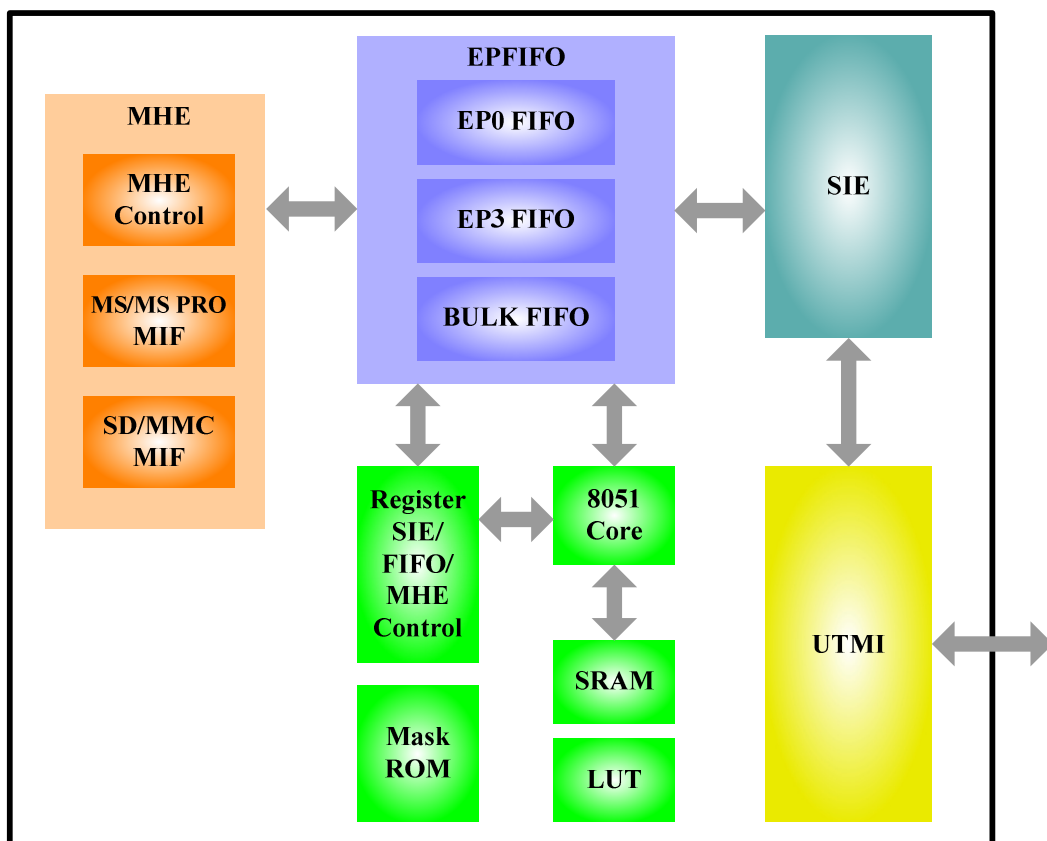 MHE
MHE
Control
MS/MS PRO
MIF
SD/MMC
MIF
EPFIFO
EP0 FIFO
EP3 FIFO
BULK FIFO
SIE
Register
SIE/
FIFO/
MHE
Control
8051
Core
SRAM
Mask
ROM
LUT
UTMI